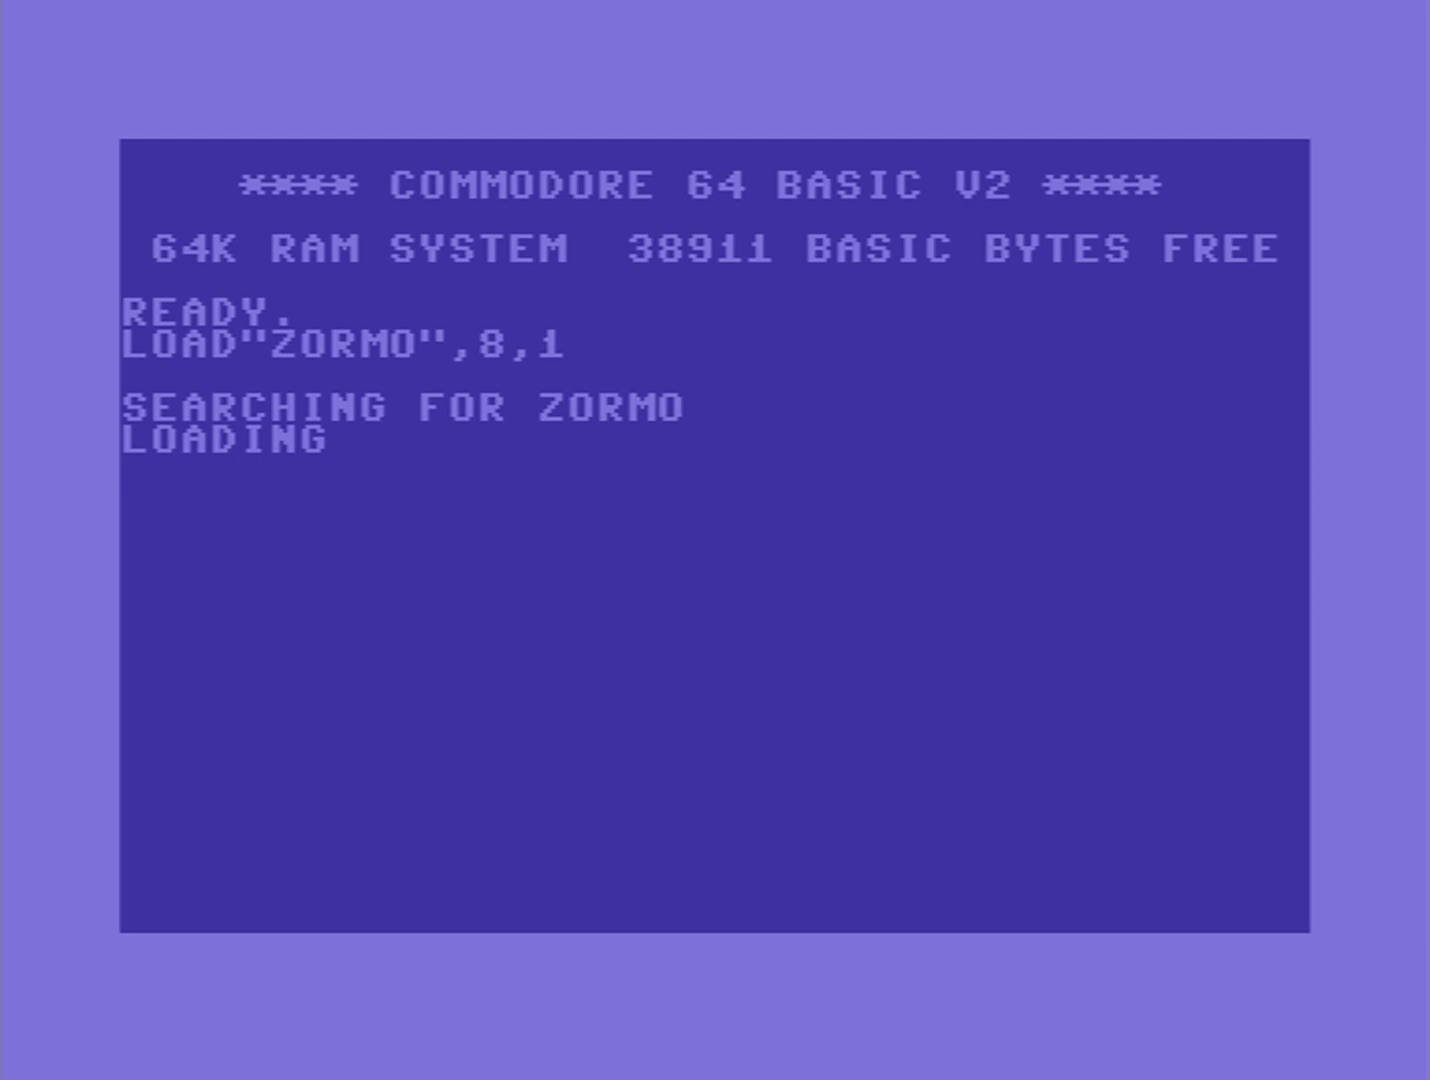 **** COMMODORE 64 BASIC V2 ****
64K RAM SYSTEM  38911 BASIC BYTES FREE
READY.
LOAD"ZORMO",8,1
SEARCHING FOR ZORMO
LOADING